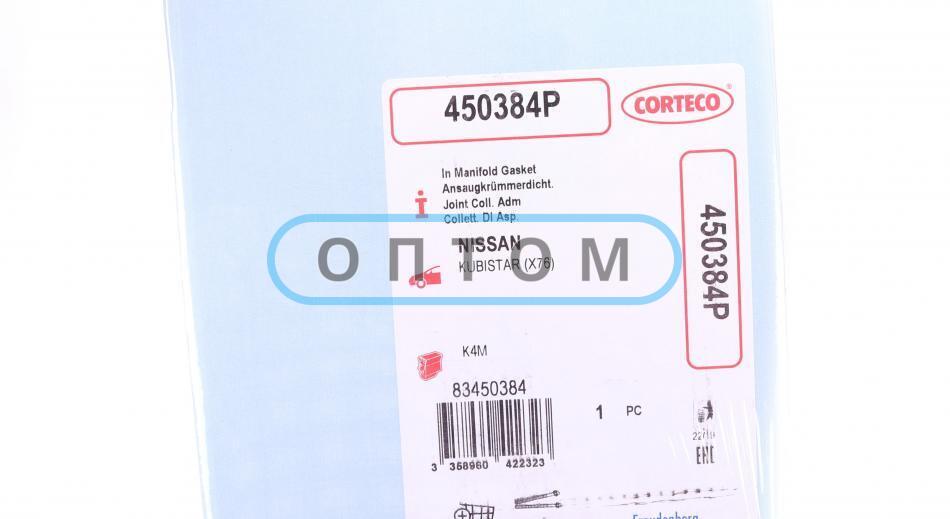 450384P
CORTECO
In Manifold Gasket
Ansaugkrümmerdicht.
Joint Coll. Adm
Collett. DI Asp.
NISSAN
KUBISTAR (X76)
ОПТОМ
450384P
K4M
83450384
1 PC
3 358960 422323
EAC